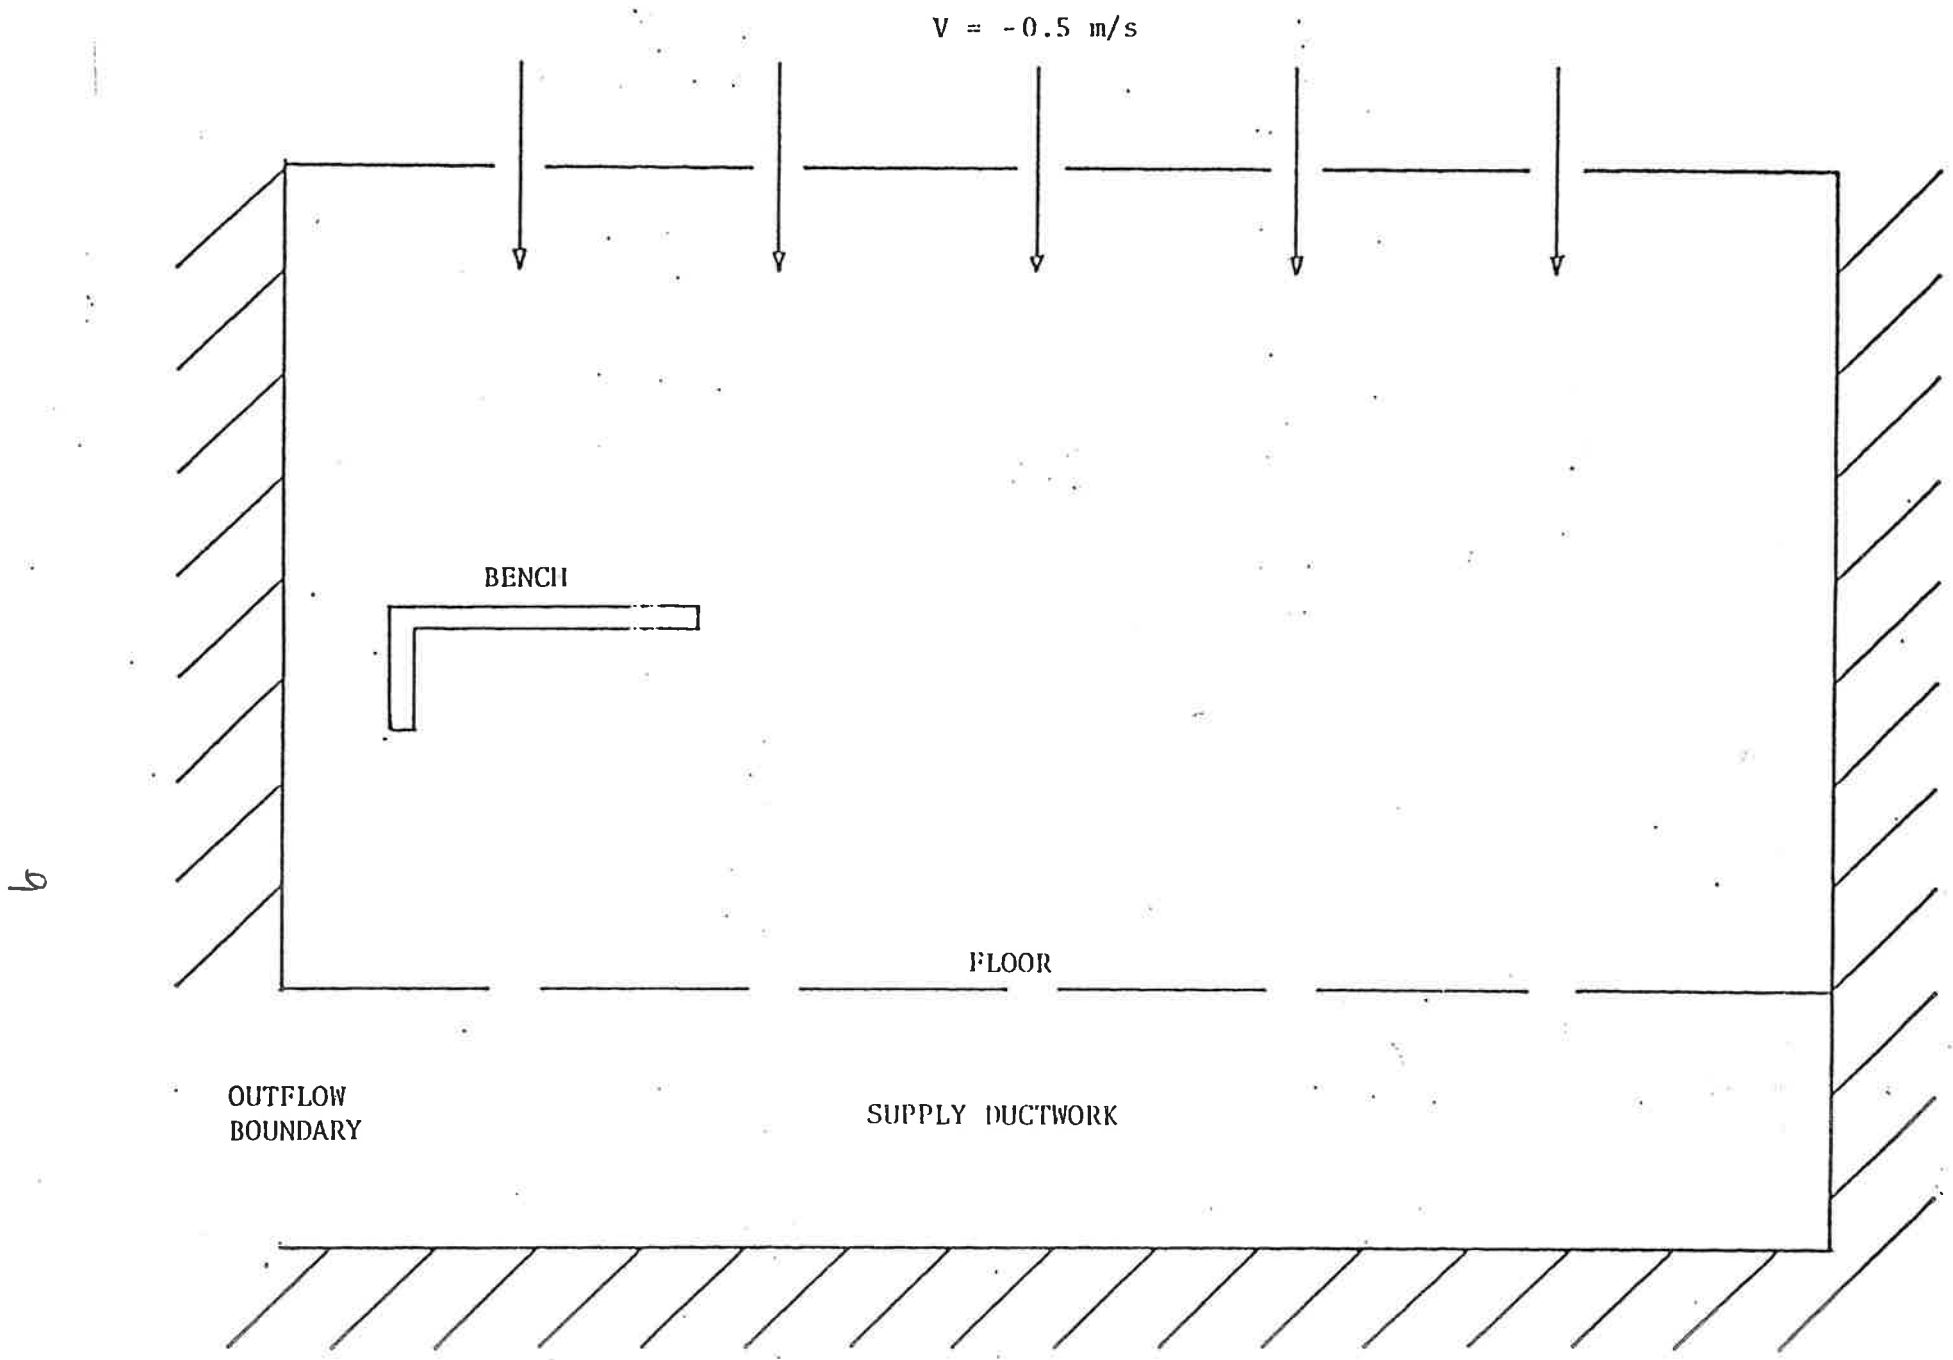 V = -0.5 m/s
BENCH
FLOOR
OUTFLOW
BOUNDARY
SUPPLY DUCTWORK